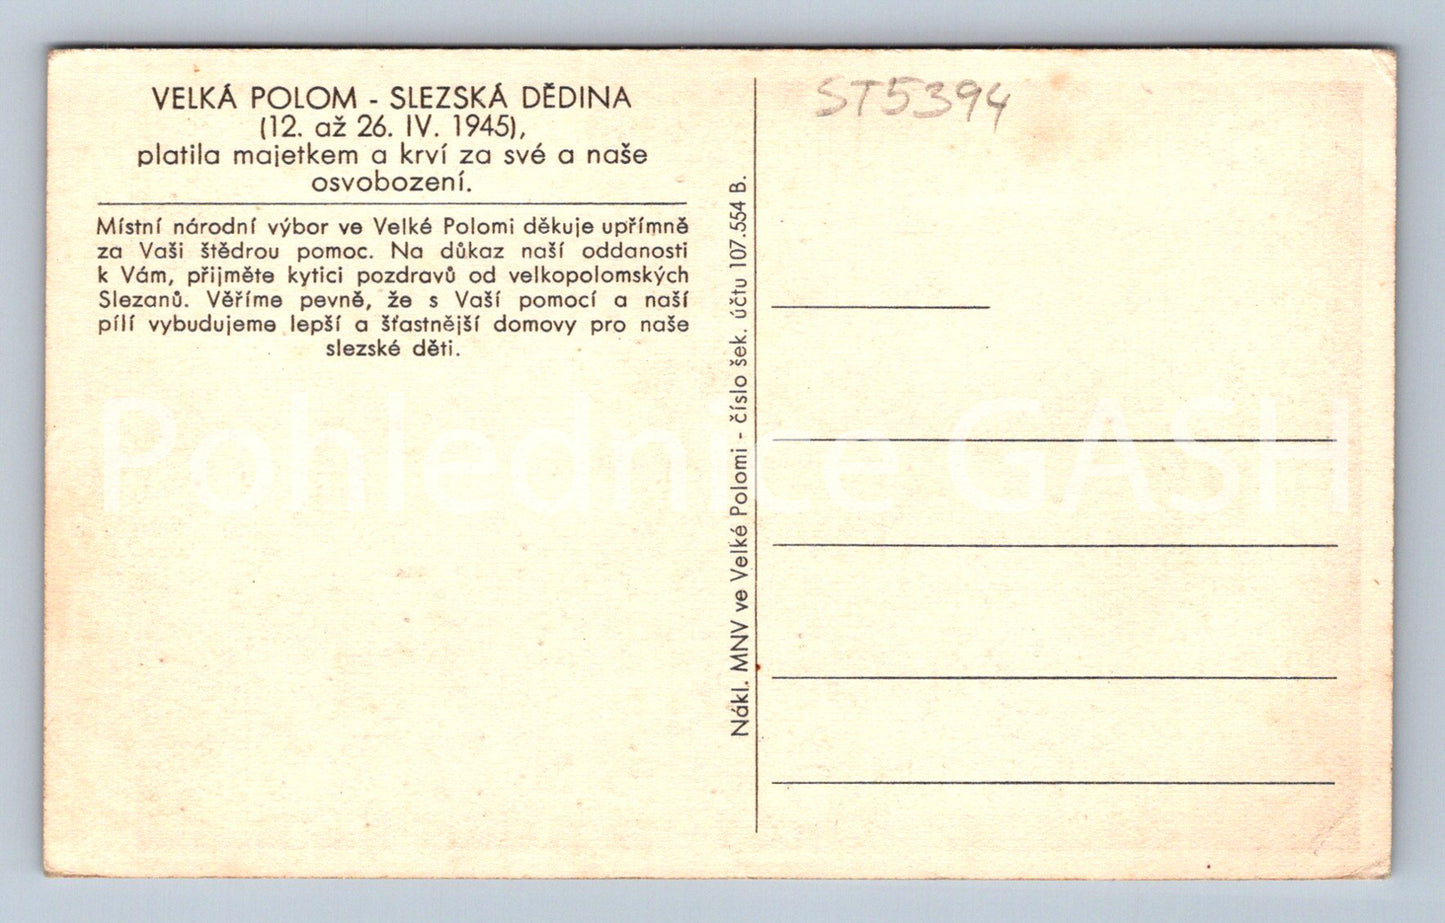 VELKÁ POLOM - SLEZSKÁ DĚDINA
(12. až 26. IV. 1945),
platila majetkem a krví za své a naše
osvobození.
Místní národní výbor ve Velké Polomi děkuje upřímně
za Vaši štědrou pomoc. Na důkaz naší oddanosti
k Vám, přijměte kytici pozdravů od velkopolomských
Slezanů. Věříme pevně, že s Vaší pomocí a naší
pílí vybudujeme lepší a šťastnější domovy pro naše
slezské děti.
Nákl. MNV ve Velké Polomi - číslo šek. účtu 107.554 B.
ST5394
Pohlednice GASH